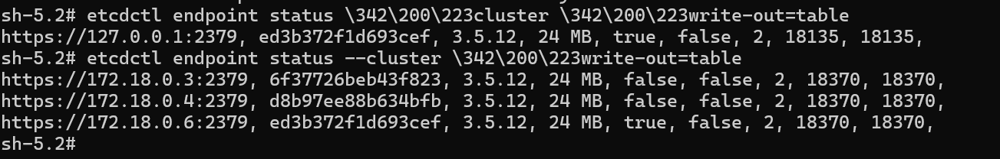 sh-5.2# etcdctl endpoint status \342\200\223cluster \342\200\223write-out=table
https://127.0.0.1:2379, ed3b372f1d693cef, 3.5.12, 24 MB, true, false, 2, 18135, 18135,
sh-5.2# etcdctl endpoint status --cluster \342\200\223write-out=table
https://172.18.0.3:2379, 6f37726beb43f823, 3.5.12, 24 MB, false, false, 2, 18370, 18370,
https://172.18.0.4:2379, d8b97ee88b634bfb, 3.5.12, 24 MB, false, false, 2, 18370, 18370,
https://172.18.0.6:2379, ed3b372f1d693cef, 3.5.12, 24 MB, true, false, 2, 18370, 18370,
sh-5.2#